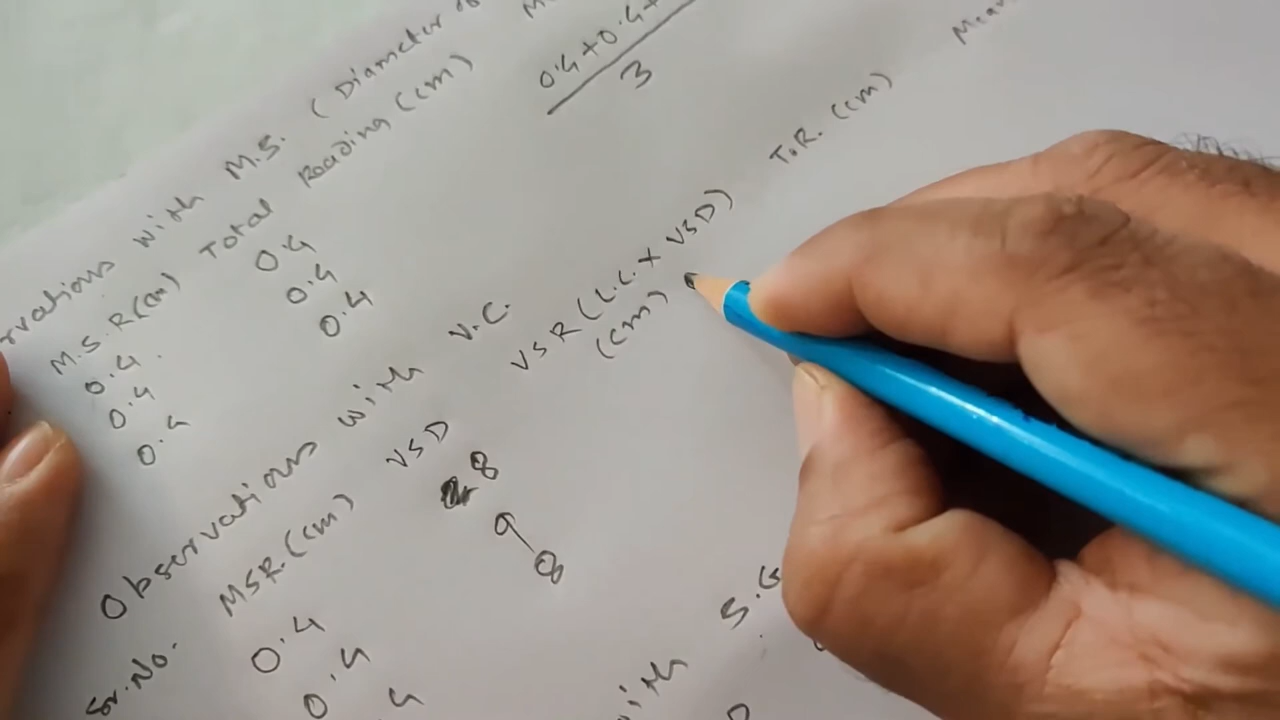 With M.S. (Diameter
M.S.R(cm) Total Reading (cm)
0.4+0.4+
3
0.4 0.4
0.4 0.4
0.4 0.4
Observations with V.C.
Sr.No. MSR.(cm) VSD VSR (L.C. x VSD) T.R. (cm)
(cm)
0.4 8
0.4 9
4 8
with S.G